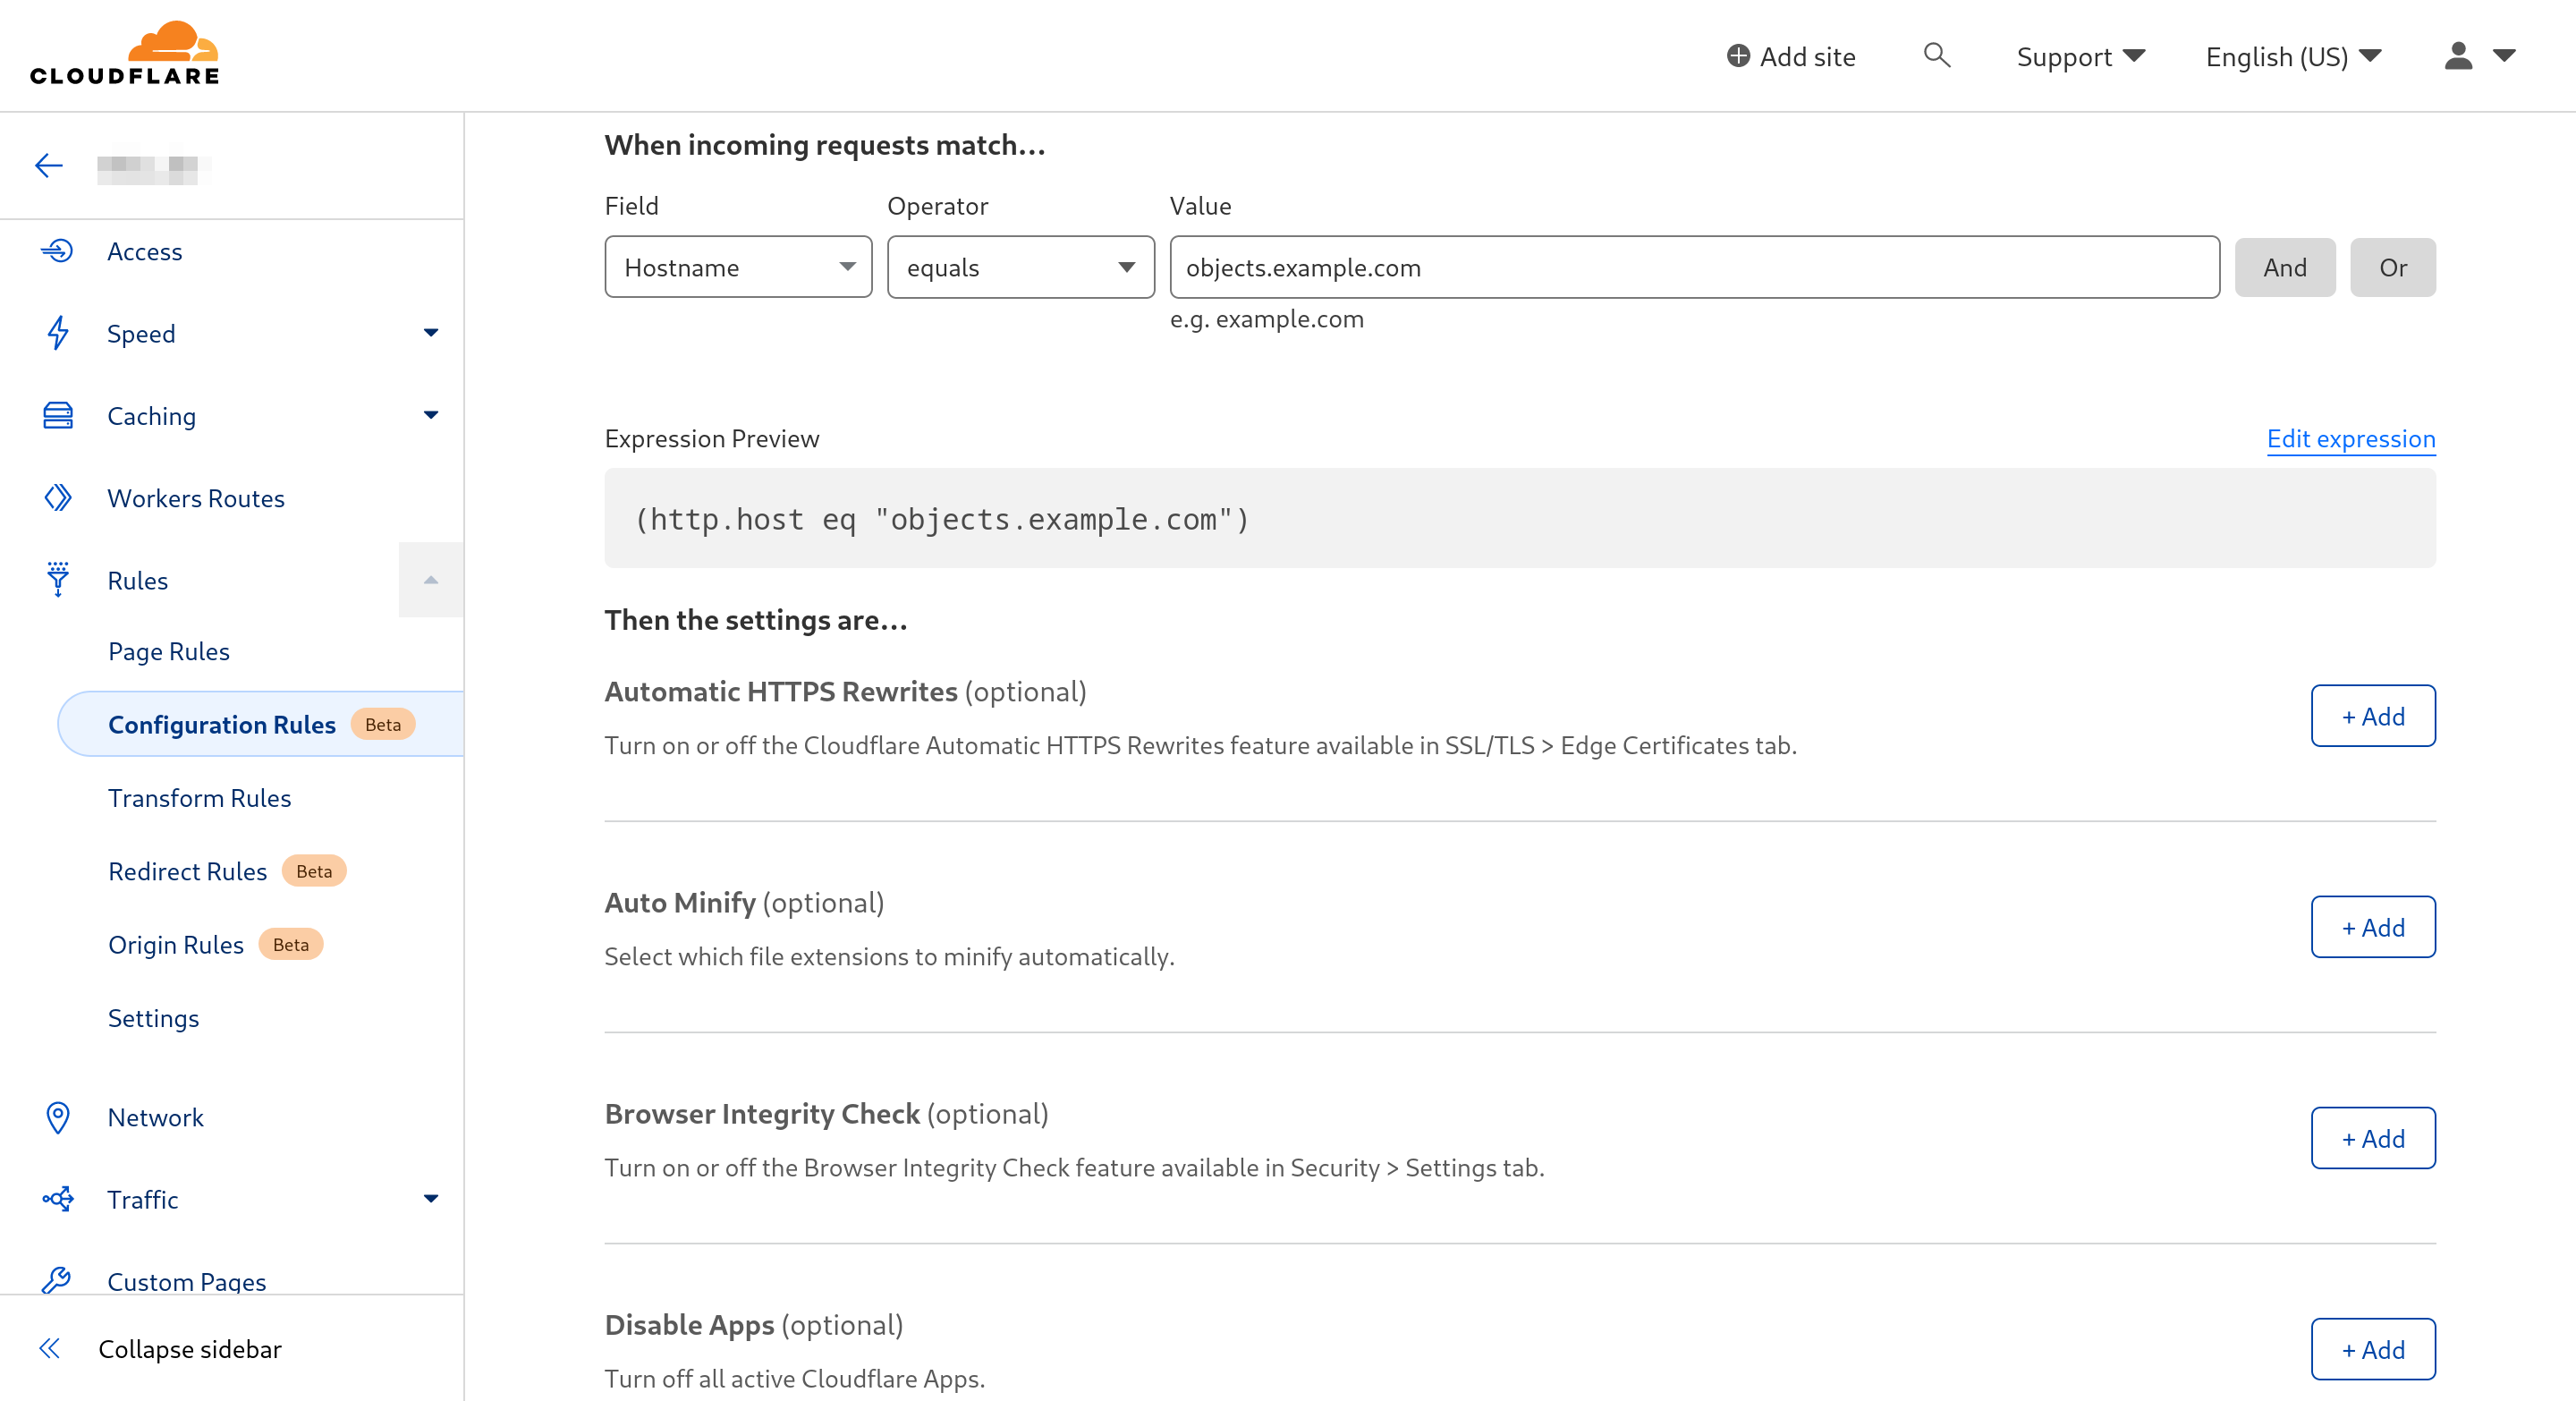 CLOUDFLARE
Add site
Support
English (US)
Access
Speed
Caching
Workers Routes
Rules
Page Rules
Configuration Rules Beta
Transform Rules
Redirect Rules Beta
Origin Rules Beta
Settings
Network
Traffic
Custom Pages
Collapse sidebar
When incoming requests match...
Field Operator Value
Hostname equals objects.example.com And Or
e.g. example.com
Expression Preview Edit expression
(http.host eq "objects.example.com")
Then the settings are...
Automatic HTTPS Rewrites (optional)
+ Add
Turn on or off the Cloudflare Automatic HTTPS Rewrites feature available in SSL/TLS > Edge Certificates tab.
Auto Minify (optional)
+ Add
Select which file extensions to minify automatically.
Browser Integrity Check (optional)
+ Add
Turn on or off the Browser Integrity Check feature available in Security > Settings tab.
Disable Apps (optional)
+ Add
Turn off all active Cloudflare Apps.